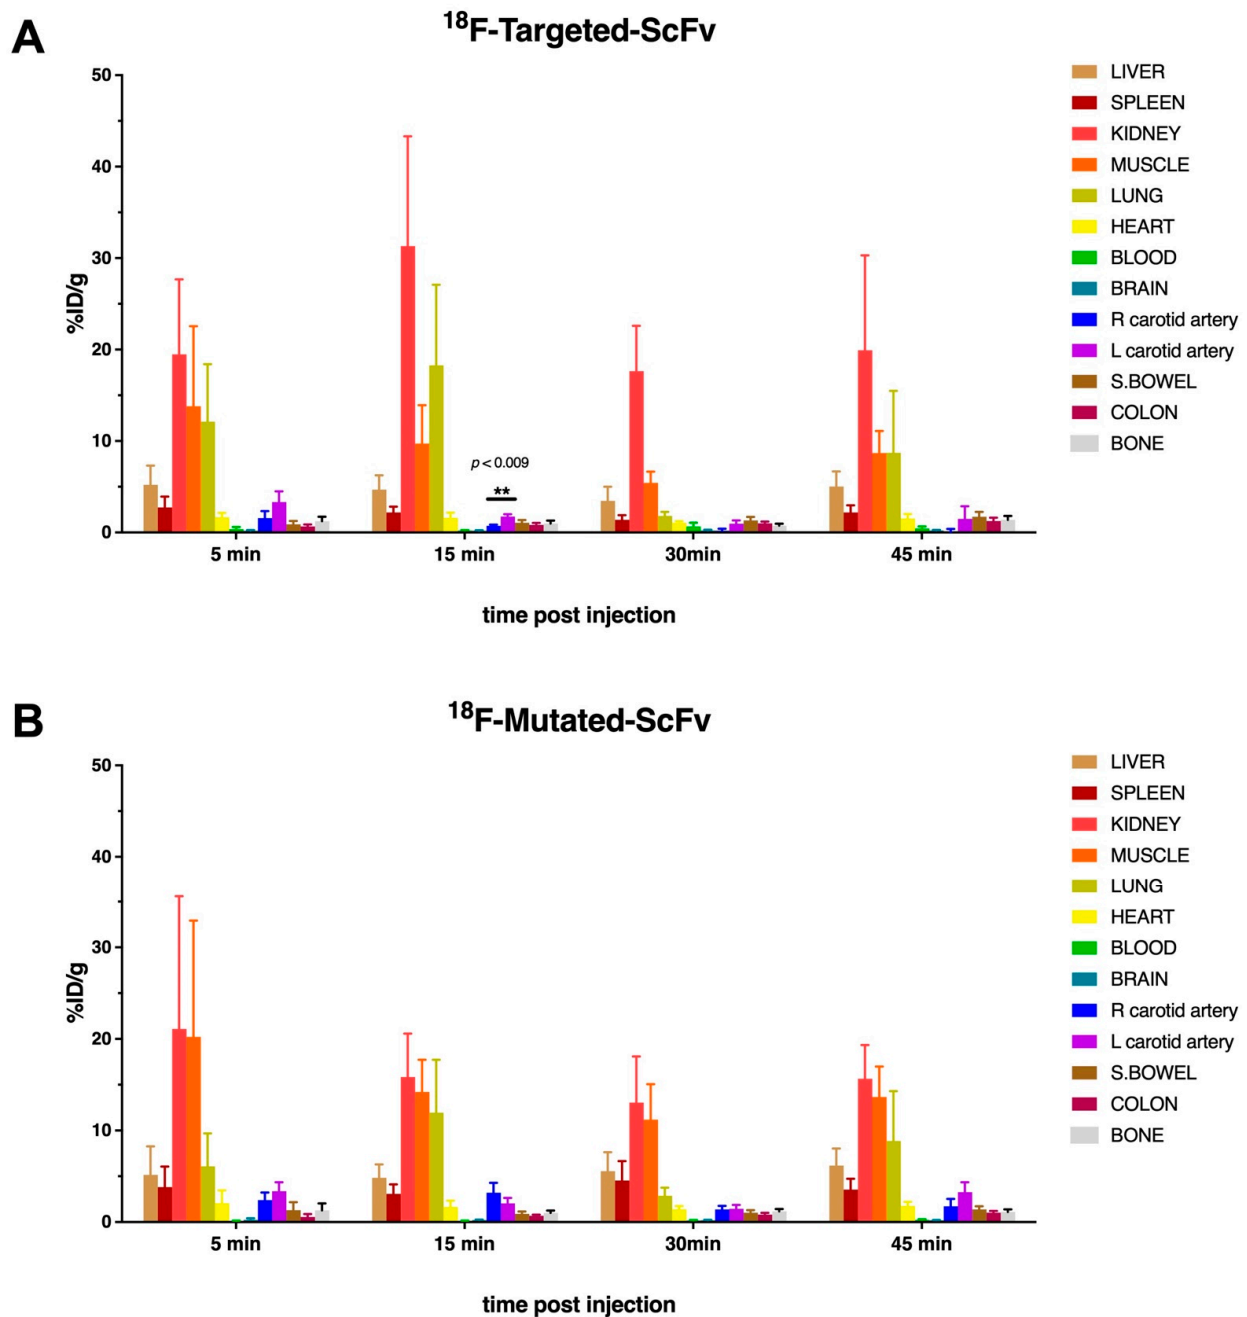 A
¹⁸F-Targeted-ScFv
50
40
30
20
10
0
%ID/g
p < 0.009
**
5 min
15 min
30min
45 min
time post injection
LIVER
SPLEEN
KIDNEY
MUSCLE
LUNG
HEART
BLOOD
BRAIN
R carotid artery
L carotid artery
S.BOWEL
COLON
BONE
B
¹⁸F-Mutated-ScFv
50
40
30
20
10
0
%ID/g
5 min
15 min
30min
45 min
time post injection
LIVER
SPLEEN
KIDNEY
MUSCLE
LUNG
HEART
BLOOD
BRAIN
R carotid artery
L carotid artery
S.BOWEL
COLON
BONE